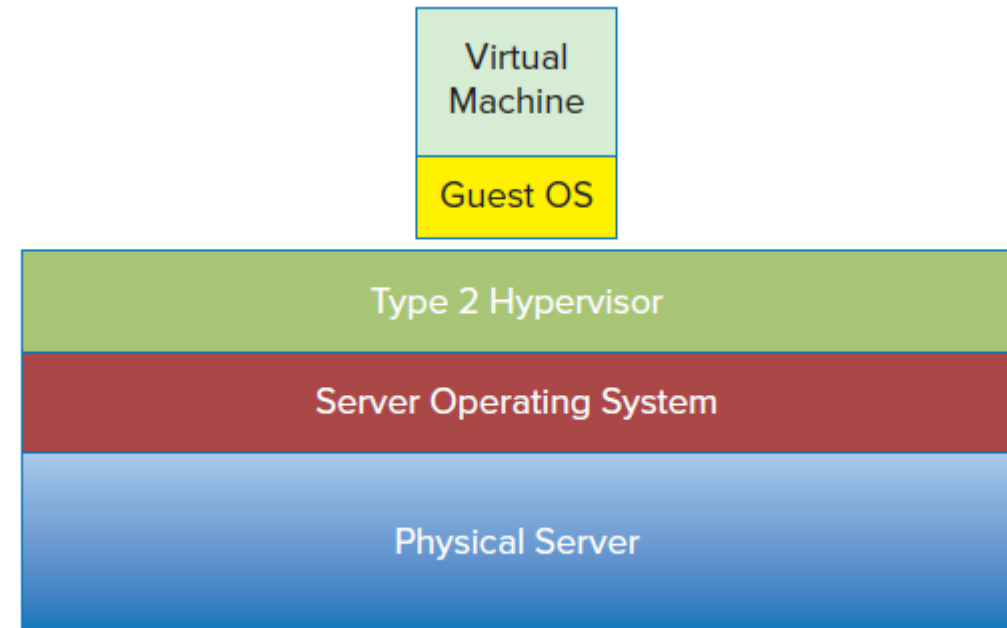 Virtual
Machine
Guest OS
Type 2 Hypervisor
Server Operating System
Physical Server